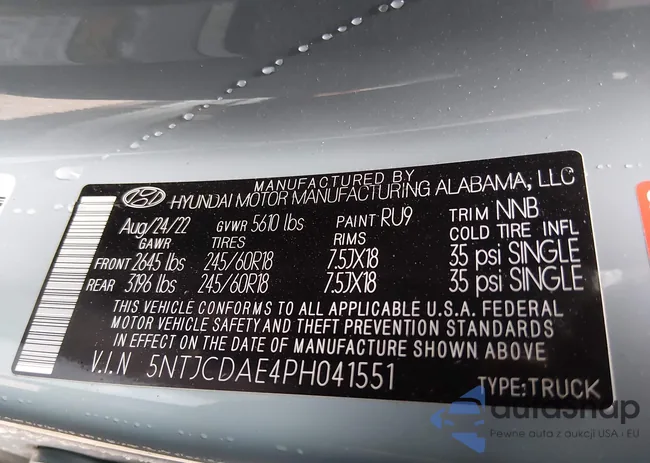 MANUFACTURED BY
HYUNDAI MOTOR MANUFACTURING ALABAMA, LLC
Aug/24/22 GVWR 5610 lbs PAINT RU9 TRIM NNB
GAWR TIRES RIMS COLD TIRE INFL
FRONT 2645 lbs 245/60R18 7.5JX18 35 psi SINGLE
REAR 3196 lbs 245/60R18 7.5JX18 35 psi SINGLE
THIS VEHICLE CONFORMS TO ALL APPLICABLE U.S.A. FEDERAL
MOTOR VEHICLE SAFETY AND THEFT PREVENTION STANDARDS
IN EFFECT ON THE DATE OF MANUFACTURE SHOWN ABOVE
V.I.N 5NTJCDAE4PH041551 TYPE:TRUCK
autasnap
Pewne auta z aukcji USA i EU